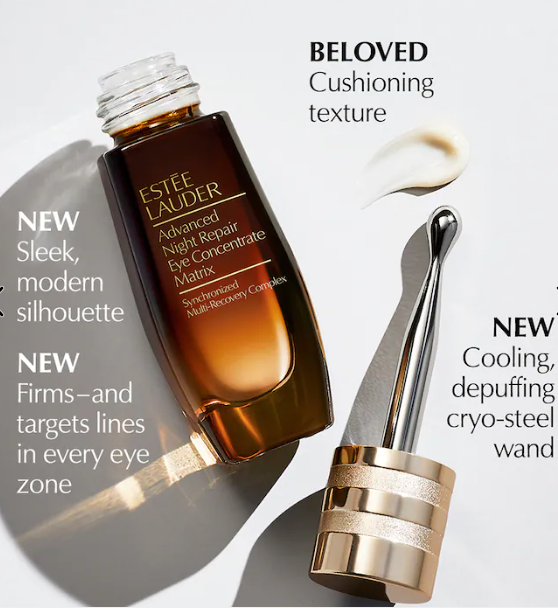 BELOVED
Cushioning
texture
ESTĒE
LAUDER
Advanced
Night Repair
Eye Concentrate
Matrix
Synchronized
Multi-Recovery Complex
NEW
Sleek,
modern
silhouette
NEW
Firms–and
targets lines
in every eye
zone
NEW
Cooling,
depuffing
cryo-steel
wand